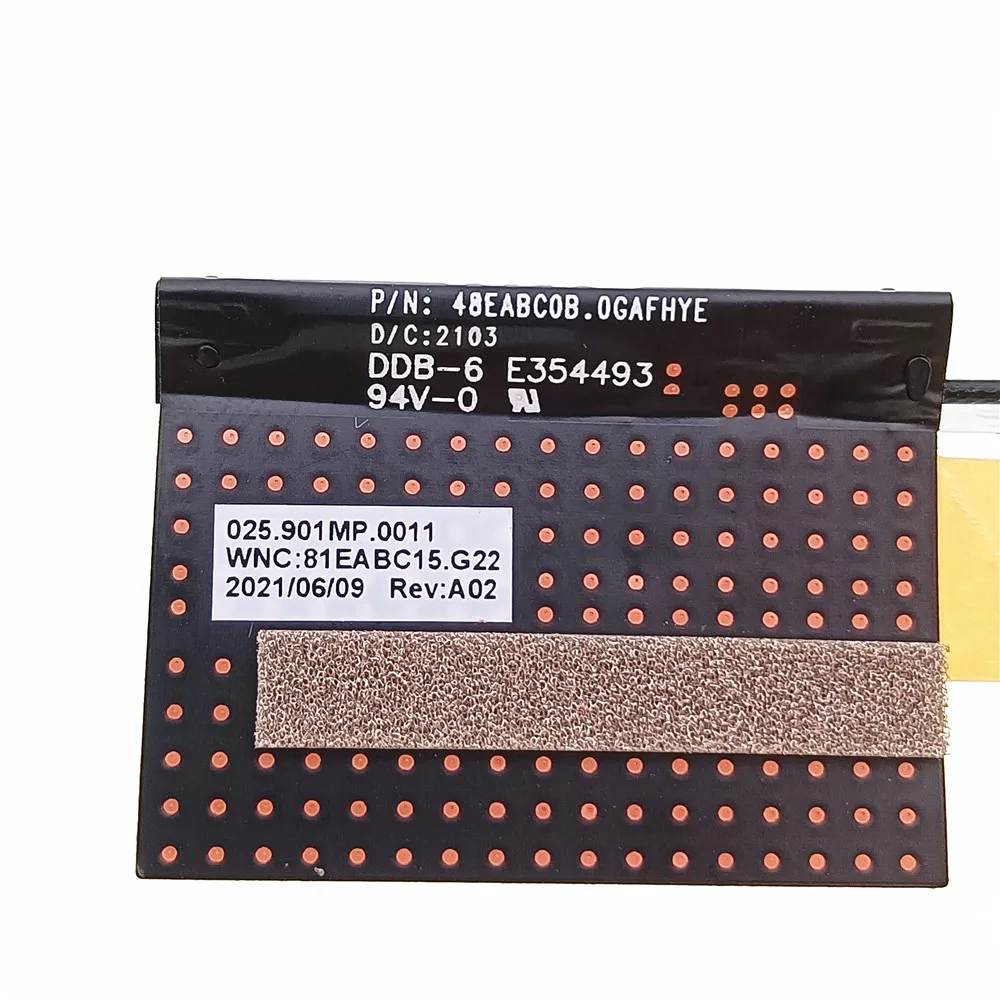 P/N: 48EABC0B.0GAFHYE
D/C:2103
DDB-6 E354493
94V-0
025.901MP.0011
WNC:81EABC15.G22
2021/06/09 Rev:A02